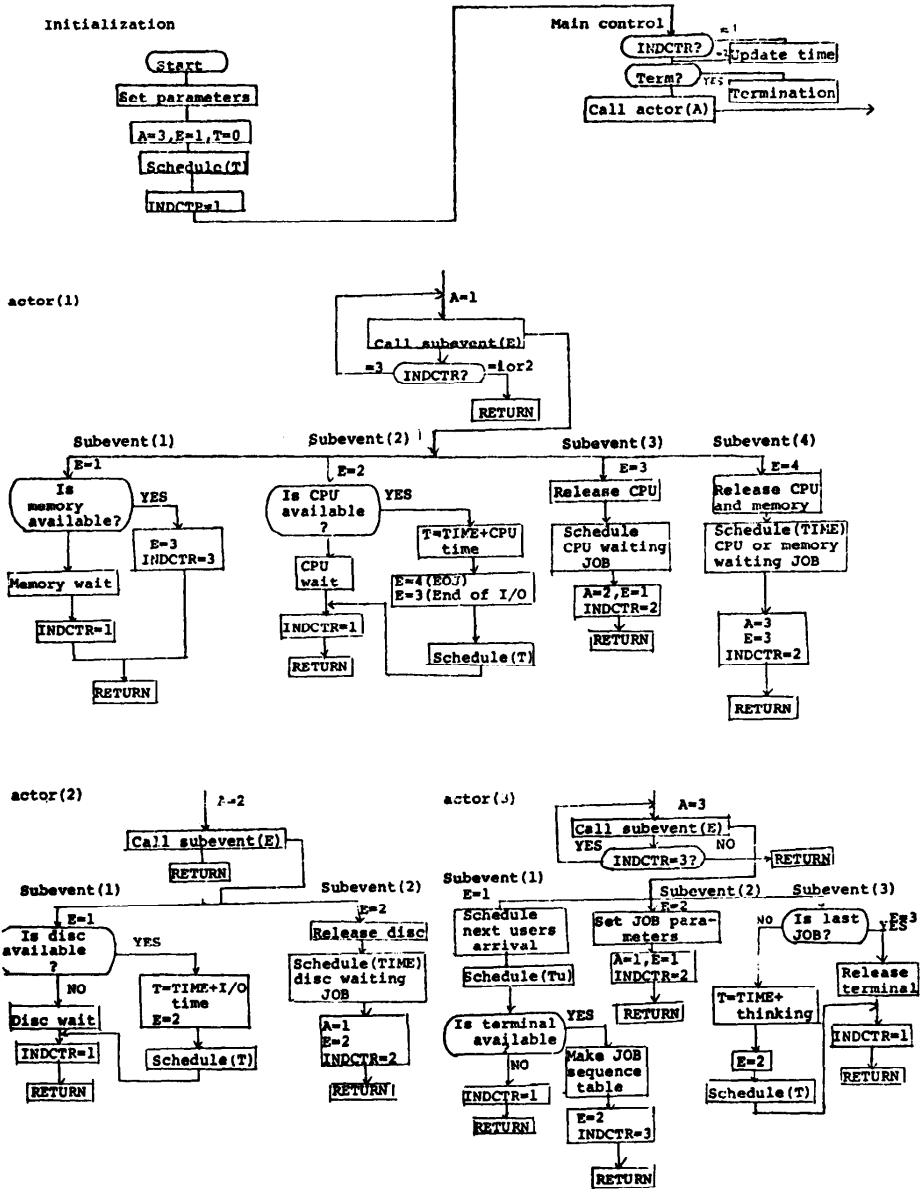 Initialization
Start
Set parameters
A=3,E=1,T=0
Schedule(T)
INDCTR=1
Main control
INDCTR?
=1
Update time
Term?
YES
Termination
Call actor(A)
actor(1)
A=1
Call subevent(E)
=3
INDCTR?
=1or2
RETURN
Subevent(1)
E=1
Is
memory
available?
YES
E=3
INDCTR=3
Memory wait
INDCTR=1
RETURN
Subevent(2)
E=2
Is CPU
available
?
YES
T=TIME+CPU
time
CPU
wait
E=4(EOJ)
E=3(End of I/O
INDCTR=1
RETURN
Schedule(T)
Subevent(3)
E=3
Release CPU
Schedule
CPU waiting
JOB
A=2,E=1
INDCTR=2
RETURN
Subevent(4)
E=4
Release CPU
and memory
Schedule(TIME)
CPU or memory
waiting JOB
A=3
E=3
INDCTR=2
RETURN
actor(2)
A=2
Call subevent(E)
RETURN
Subevent(1)
E=1
Is disc
available
?
YES
T=TIME+I/O
time
E=2
NO
Disc wait
INDCTR=1
Schedule(T)
RETURN
Subevent(2)
E=2
Release disc
Schedule(TIME)
disc waiting
JOB
A=1
E=2
INDCTR=2
RETURN
actor(3)
A=3
Call subevent(E)
YES
INDCTR=3?
NO
RETURN
Subevent(1)
E=1
Schedule
next users
arrival
Schedule(Tu)
Is terminal
available
YES
NO
INDCTR=1
RETURN
Make JOB
sequence
table
E=2
INDCTR=3
RETURN
Subevent(2)
E=2
Set JOB para-
meters
A=1,E=1
INDCTR=2
RETURN
Subevent(3)
E=3
Is last
JOB?
NO
YES
T=TIME+
thinking
E=2
Schedule(T)
Release
terminal
INDCTR=1
RETURN